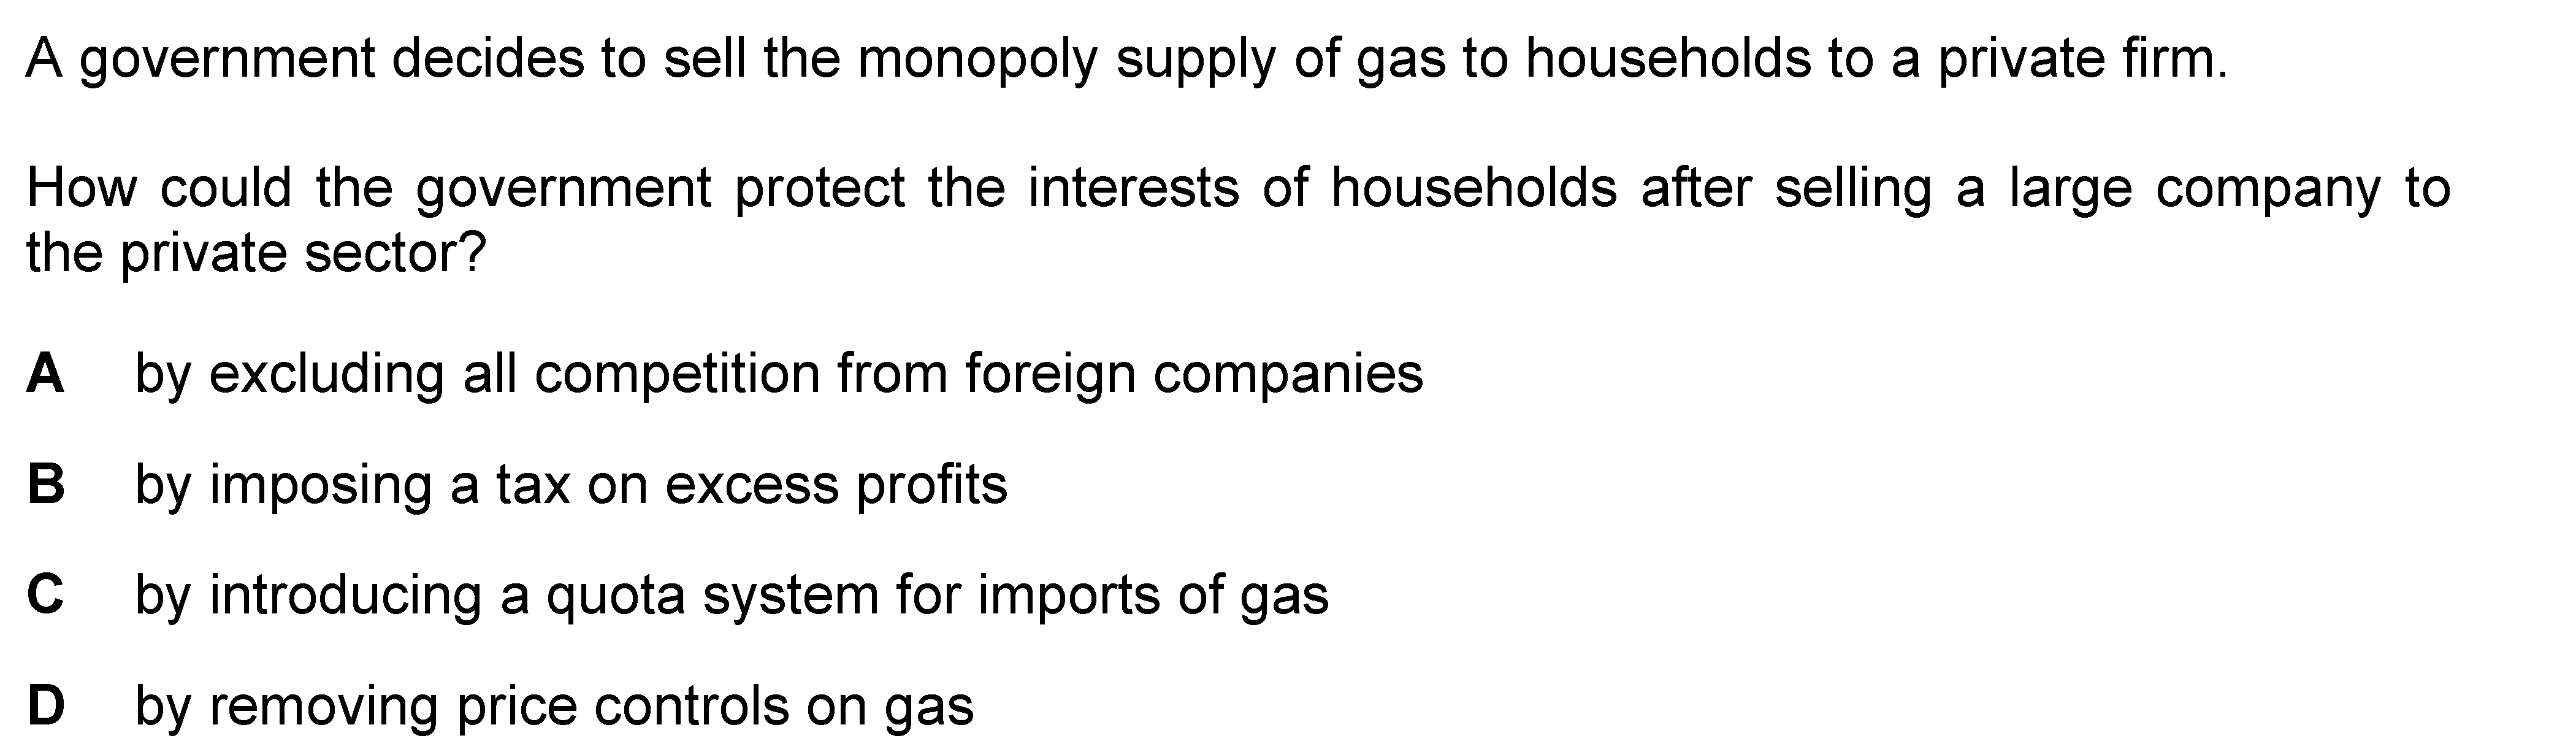 A government decides to sell the monopoly supply of gas to households to a private firm.
How could the government protect the interests of households after selling a large company to
the private sector?
A by excluding all competition from foreign companies
B by imposing a tax on excess profits
C by introducing a quota system for imports of gas
D by removing price controls on gas